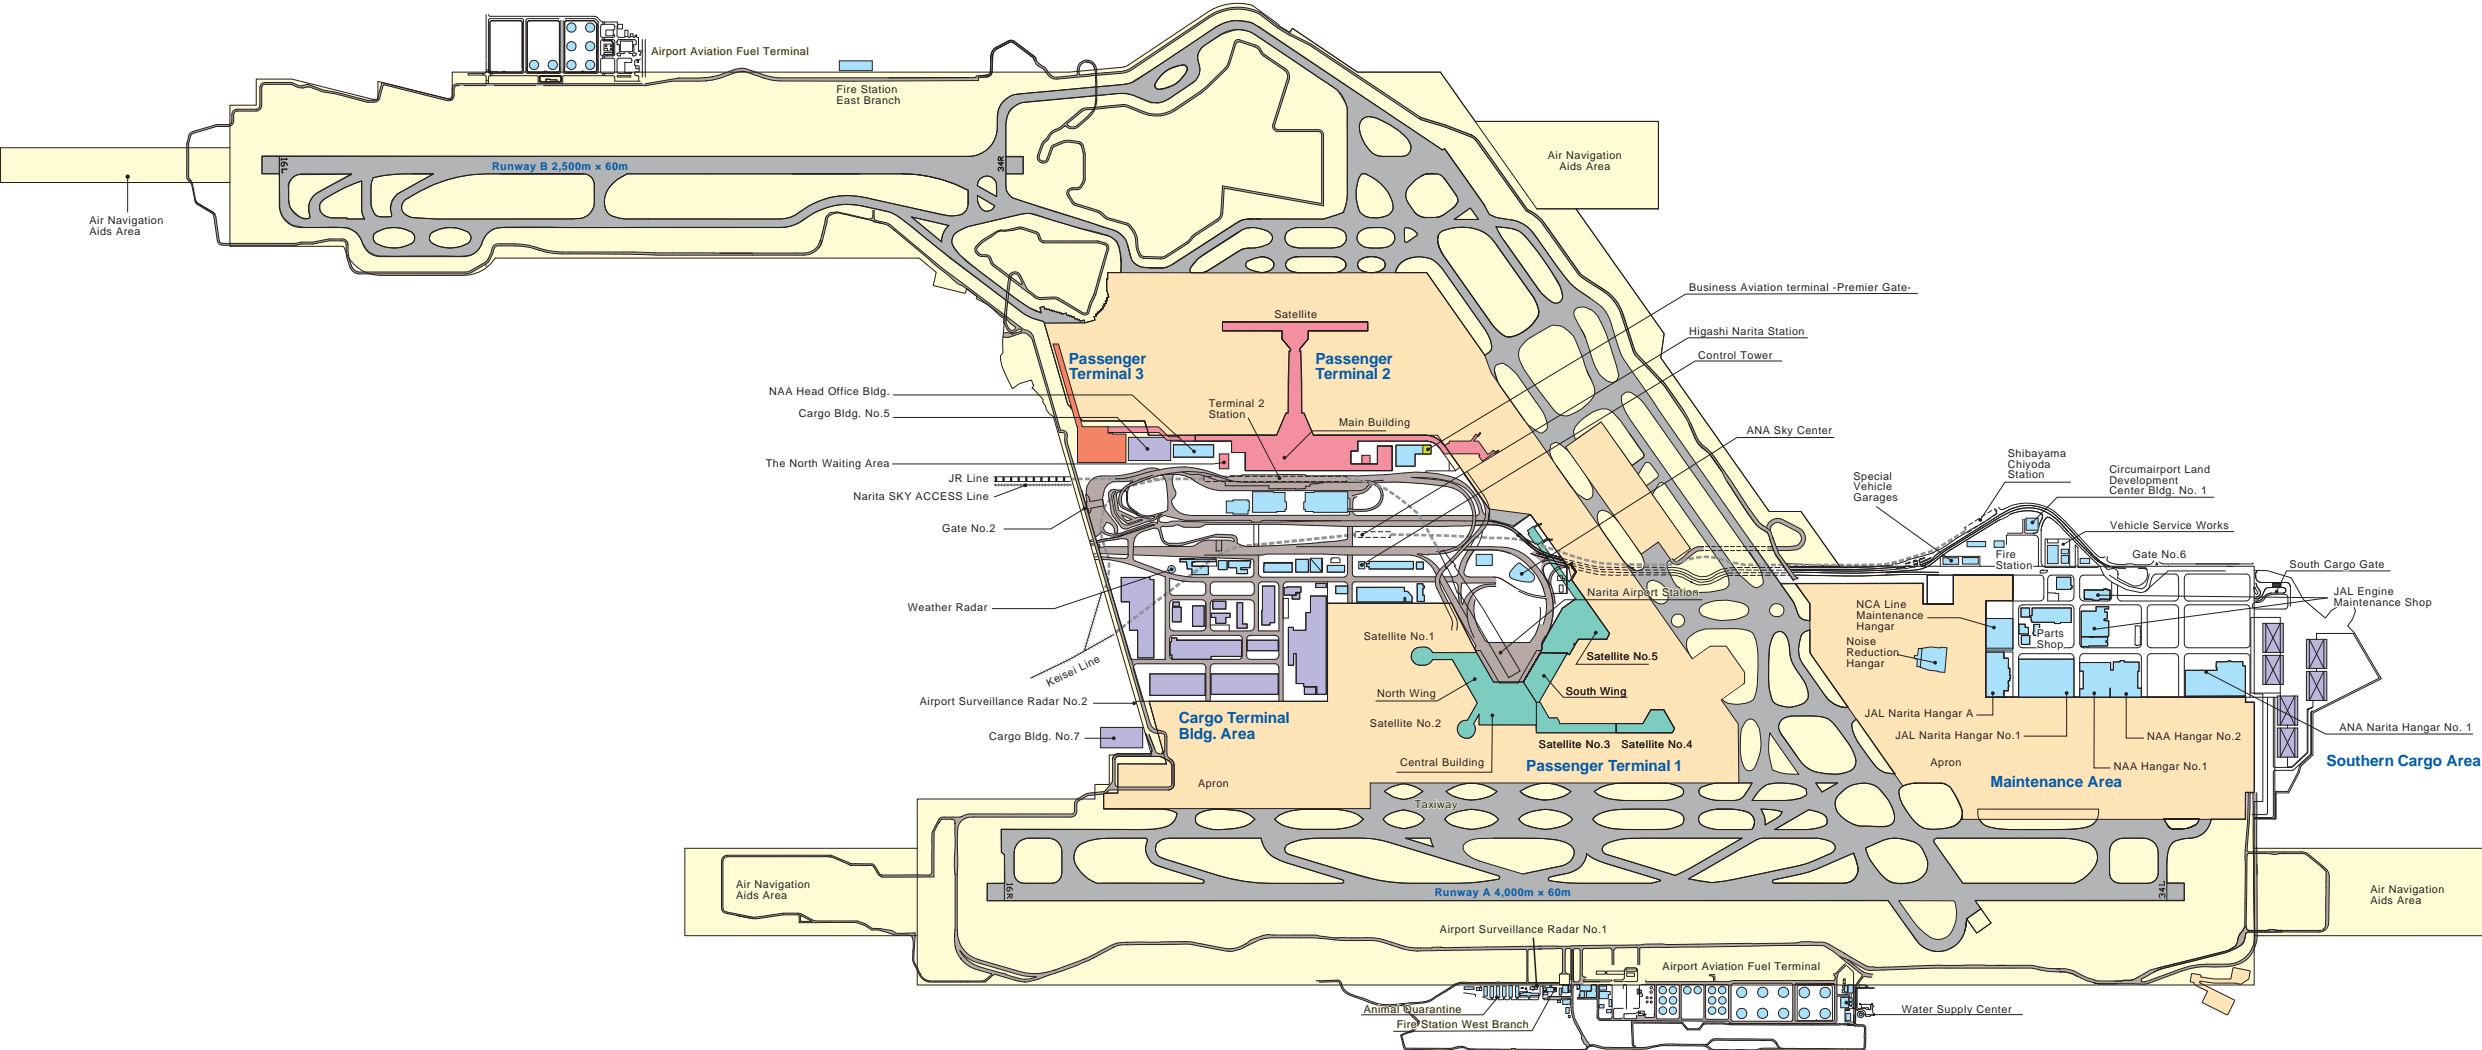 Airport Aviation Fuel Terminal
Fire Station
East Branch
Air Navigation
Aids Area
16L
Runway B 2,500m × 60m
34R
Air Navigation
Aids Area
Business Aviation terminal -Premier Gate-
Satellite
Higashi Narita Station
Control Tower
Passenger
Terminal 3
Passenger
Terminal 2
NAA Head Office Bldg.
Cargo Bldg. No.5
Terminal 2
Station
Main Building
ANA Sky Center
The North Waiting Area
JR Line
Narita SKY ACCESS Line
Gate No.2
Special
Vehicle
Garages
Shibayama
Chiyoda
Station
Circumairport Land
Development
Center Bldg. No. 1
Vehicle Service Works
Fire
Station
Gate No.6
South Cargo Gate
Weather Radar
Narita Airport Station
NCA Line
Maintenance
Hangar
JAL Engine
Maintenance Shop
Parts
Shop
Noise
Reduction
Hangar
Satellite No.1
Satellite No.5
Keisei Line
North Wing
South Wing
Airport Surveillance Radar No.2
Cargo Terminal
Bldg. Area
Satellite No.2
Cargo Bldg. No.7
Satellite No.3
Satellite No.4
JAL Narita Hangar A
JAL Narita Hangar No.1
NAA Hangar No.2
ANA Narita Hangar No. 1
Central Building
Passenger Terminal 1
Apron
NAA Hangar No.1
Southern Cargo Area
Apron
Maintenance Area
Taxiway
Air Navigation
Aids Area
16R
Runway A 4,000m × 60m
34L
Air Navigation
Aids Area
Airport Surveillance Radar No.1
Airport Aviation Fuel Terminal
Animal Quarantine
Fire Station West Branch
Water Supply Center